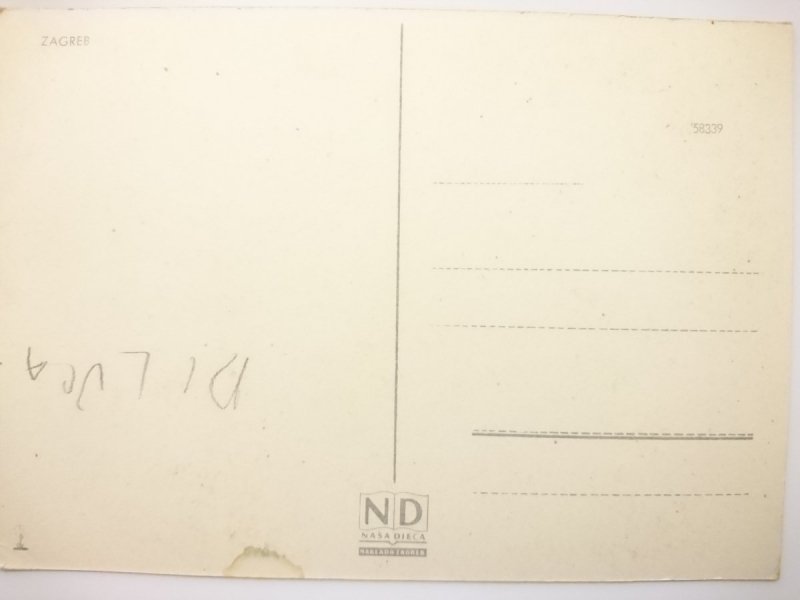 ZAGREB
58339
ND
NAŠA DJECA
NAKLADA ZAGREB